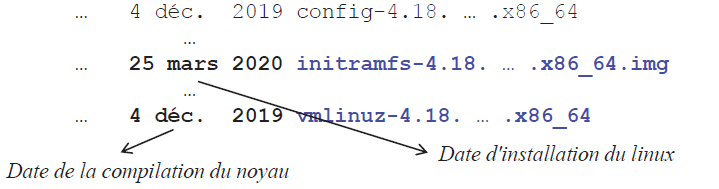 … 4 déc. 2019 config-4.18. … .x86_64
…
… 25 mars 2020 initramfs-4.18. … .x86_64.img
…
… 4 déc. 2019 vmlinuz-4.18. … .x86_64
Date d'installation du linux
Date de la compilation du noyau